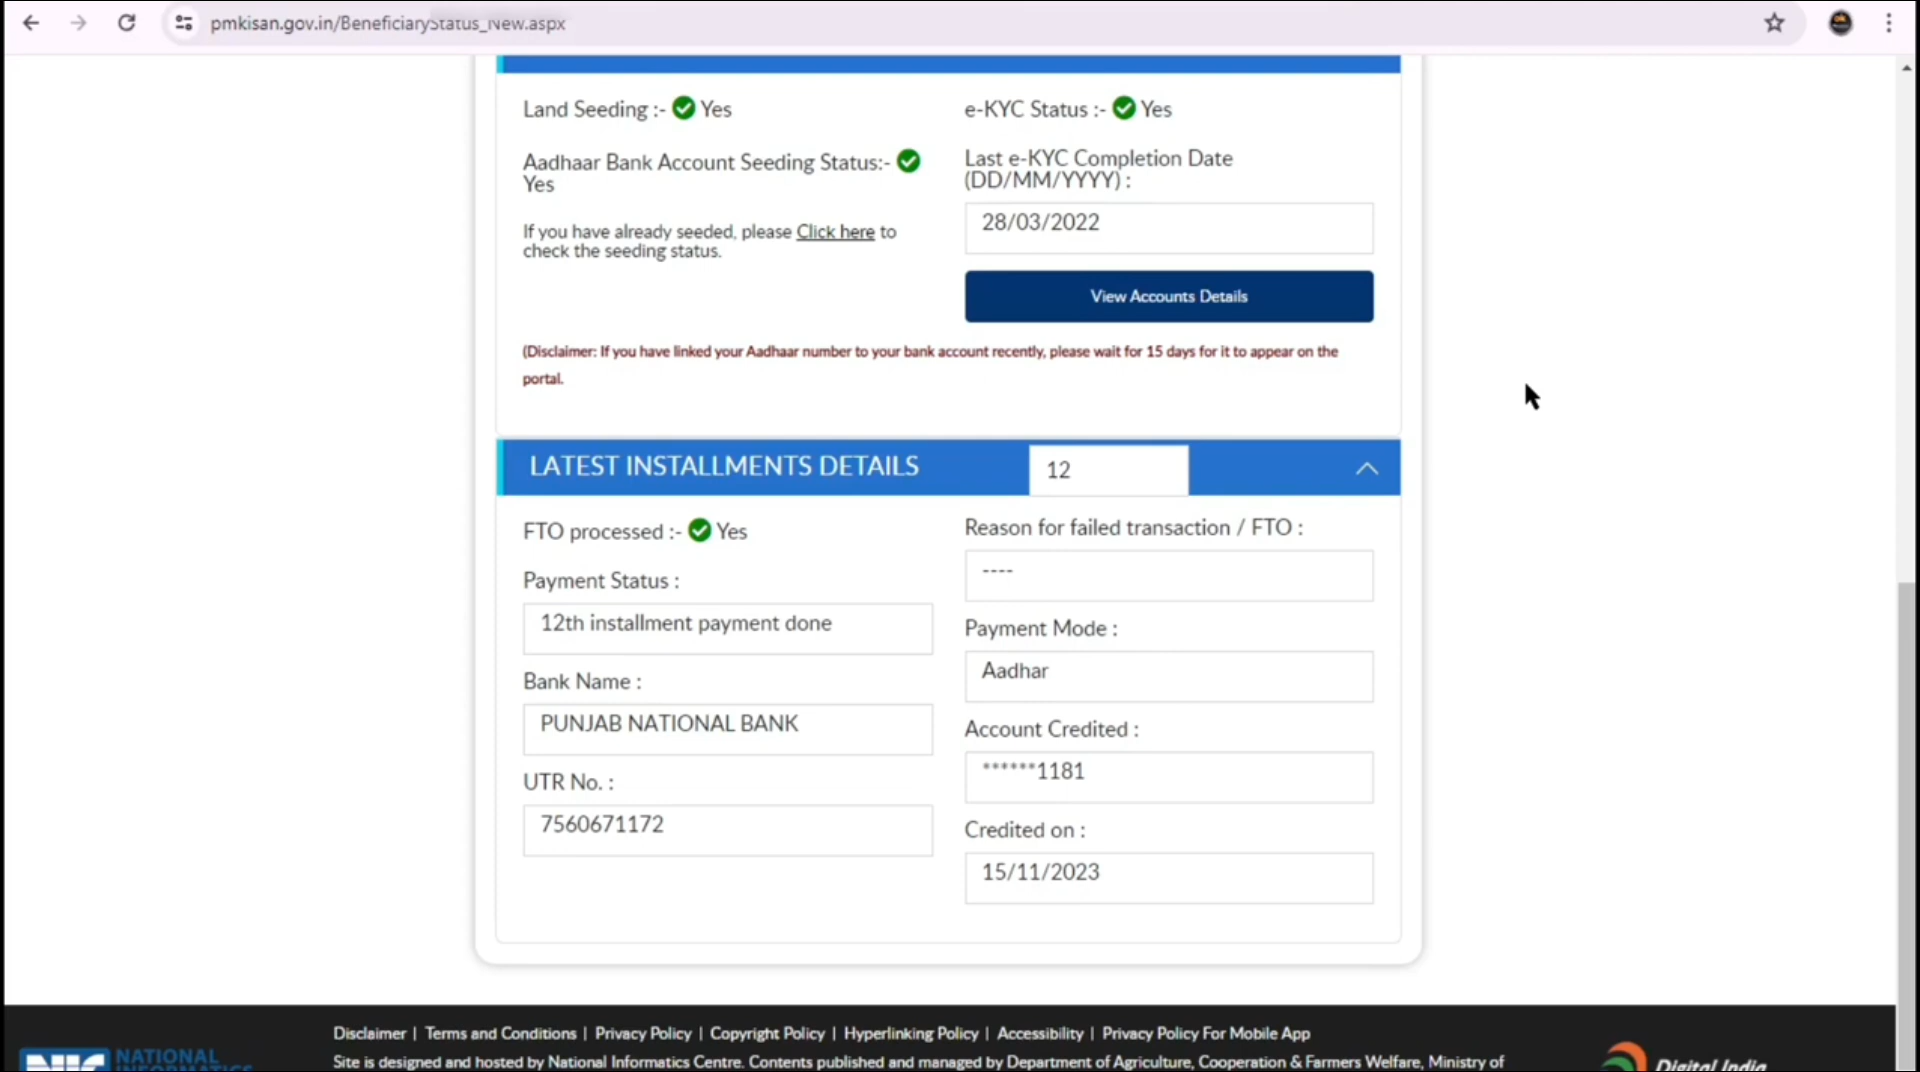 pmkisan.gov.in/BeneficiaryStatus_New.aspx
Land Seeding :- Yes
e-KYC Status :- Yes
Aadhaar Bank Account Seeding Status:-
Yes
Last e-KYC Completion Date
(DD/MM/YYYY) :
28/03/2022
If you have already seeded, please Click here to
check the seeding status.
View Accounts Details
(Disclaimer: If you have linked your Aadhaar number to your bank account recently, please wait for 15 days for it to appear on the
portal.
LATEST INSTALLMENTS DETAILS 12
FTO processed :- Yes
Reason for failed transaction / FTO :
----
Payment Status :
12th installment payment done
Payment Mode :
Aadhar
Bank Name :
PUNJAB NATIONAL BANK
Account Credited :
******1181
UTR No. :
7560671172
Credited on :
15/11/2023
Disclaimer | Terms and Conditions | Privacy Policy | Copyright Policy | Hyperlinking Policy | Accessibility | Privacy Policy For Mobile App
Site is designed and hosted by National Informatics Centre. Contents published and managed by Department of Agriculture, Cooperation & Farmers Welfare, Ministry of
NIC NATIONAL
INFORMATICS
Digital India